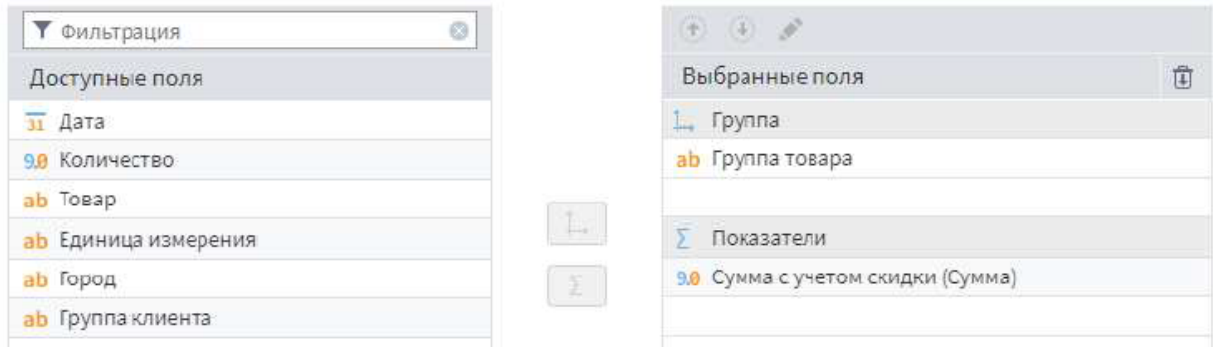 Фильтрация
Доступные поля
31 Дата
9.0 Количество
ab Товар
ab Единица измерения
ab Город
ab Группа клиента
Выбранные поля
Группа
ab Группа товара
Σ Показатели
9.0 Сумма с учетом скидки (Сумма)
Σ